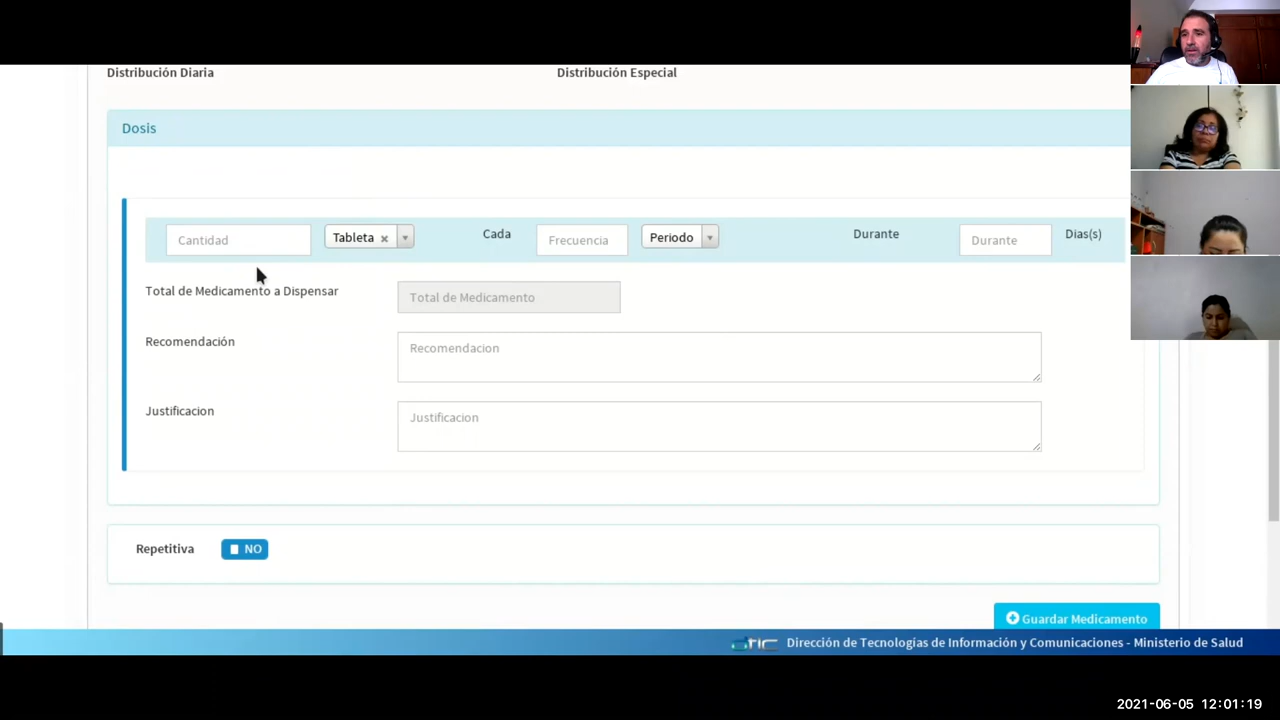 Distribución Diaria Distribución Especial
Dosis
Cantidad Tableta Cada Frecuencia Periodo Durante Durante Dias(s)
Total de Medicamento a Dispensar Total de Medicamento
Recomendación Recomendacion
Justificacion Justificacion
Repetitiva NO
Guardar Medicamento
DTIC Dirección de Tecnologías de Información y Comunicaciones - Ministerio de Salud
2021-06-05 12:01:19